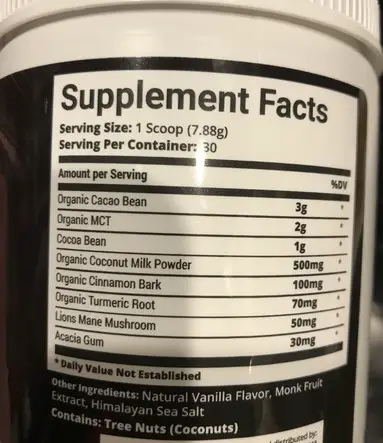 Supplement Facts
Serving Size: 1 Scoop (7.88g)
Serving Per Container: 30
Amount per Serving %DV
Organic Cacao Bean 3g *
Organic MCT 2g *
Cocoa Bean 1g *
Organic Coconut Milk Powder 500mg *
Organic Cinnamon Bark 100mg *
Organic Turmeric Root 70mg *
Lions Mane Mushroom 50mg *
Acacia Gum 30mg *
* Daily Value Not Established
Other Ingredients: Natural Vanilla Flavor, Monk Fruit
Extract, Himalayan Sea Salt
Contains: Tree Nuts (Coconuts)
distributed by: